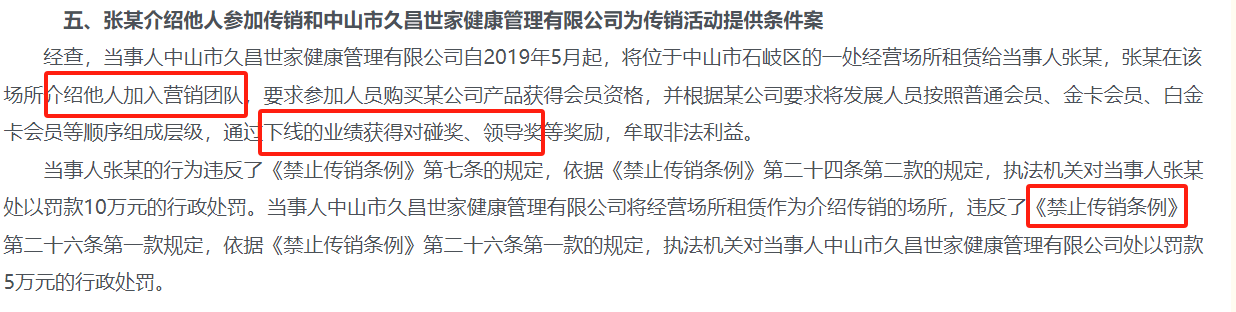 五、张某介绍他人参加传销和中山市久昌世家健康管理有限公司为传销活动提供条件案
经查，当事人中山市久昌世家健康管理有限公司自2019年5月起，将位于中山市石岐区的一处经营场所租赁给当事人张某，张某在该
场所介绍他人加入营销团队，要求参加人员购买某公司产品获得会员资格，并根据某公司要求将发展人员按照普通会员、金卡会员、白金
卡会员等顺序组成层级，通过下线的业绩获得对碰奖、领导奖等奖励，牟取非法利益。
当事人张某的行为违反了《禁止传销条例》第七条的规定，依据《禁止传销条例》第二十四条第二款的规定，执法机关对当事人张某
处以罚款10万元的行政处罚。当事人中山市久昌世家健康管理有限公司将经营场所租赁作为介绍传销的场所，违反了《禁止传销条例》
第二十六条第一款规定，依据《禁止传销条例》第二十六条第一款的规定，执法机关对当事人中山市久昌世家健康管理有限公司处以罚款
5万元的行政处罚。